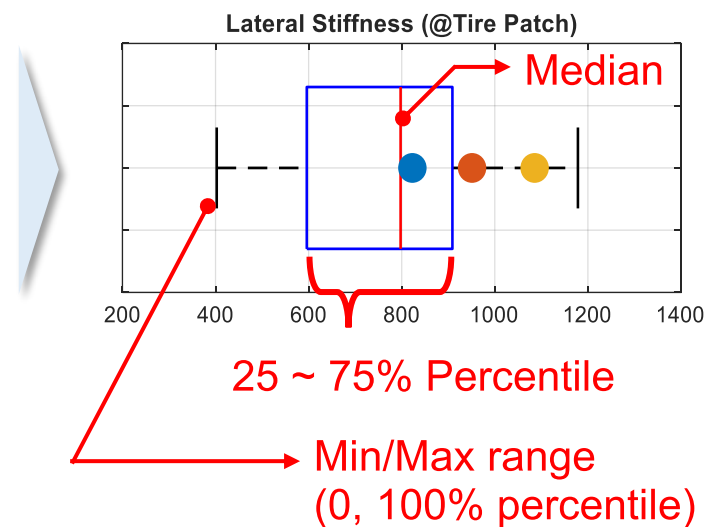 Lateral Stiffness (@Tire Patch)
Median
200 400 600 800 1000 1200 1400
25 ~ 75% Percentile
Min/Max range
(0, 100% percentile)